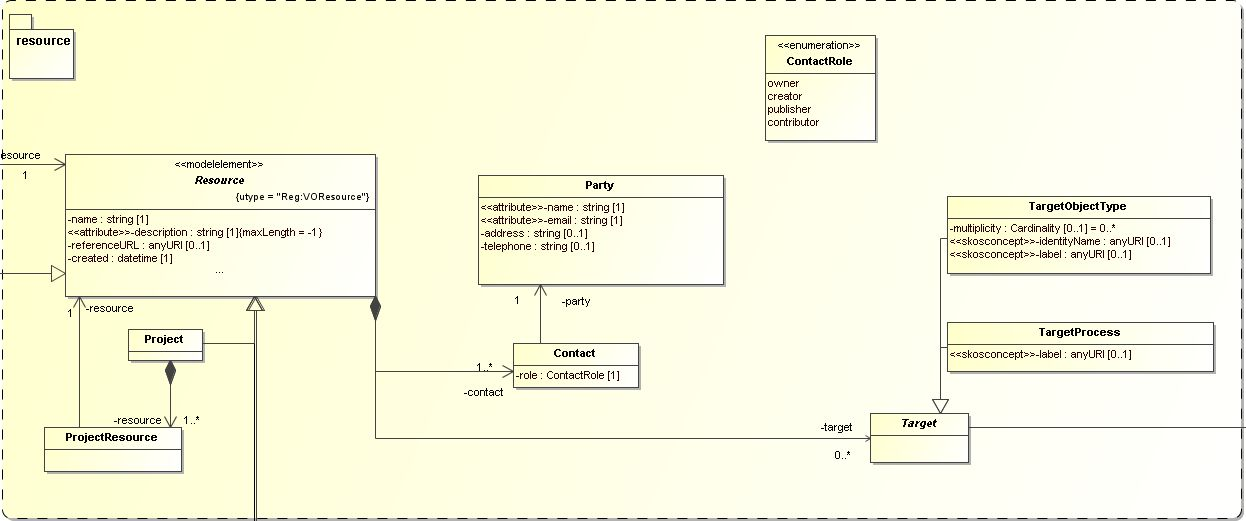 resource
<<enumeration>>
ContactRole
owner
creator
publisher
contributor
esource
1
<<modelelement>>
Resource
{utype = "Reg:VOResource"}
-name : string [1]
<<attribute>>-description : string [1]{maxLength = -1}
-referenceURL : anyURI [0..1]
-created : datetime [1]
...
Party
<<attribute>>-name : string [1]
<<attribute>>-email : string [1]
-address : string [0..1]
-telephone : string [0..1]
TargetObjectType
-multiplicity : Cardinality [0..1] = 0..*
<<skosconcept>>-identityName : anyURI [0..1]
<<skosconcept>>-label : anyURI [0..1]
1
-resource
1
-party
Project
TargetProcess
<<skosconcept>>-label : anyURI [0..1]
Contact
-role : ContactRole [1]
1..*
-contact
-resource
1..*
ProjectResource
-target
0..*
Target